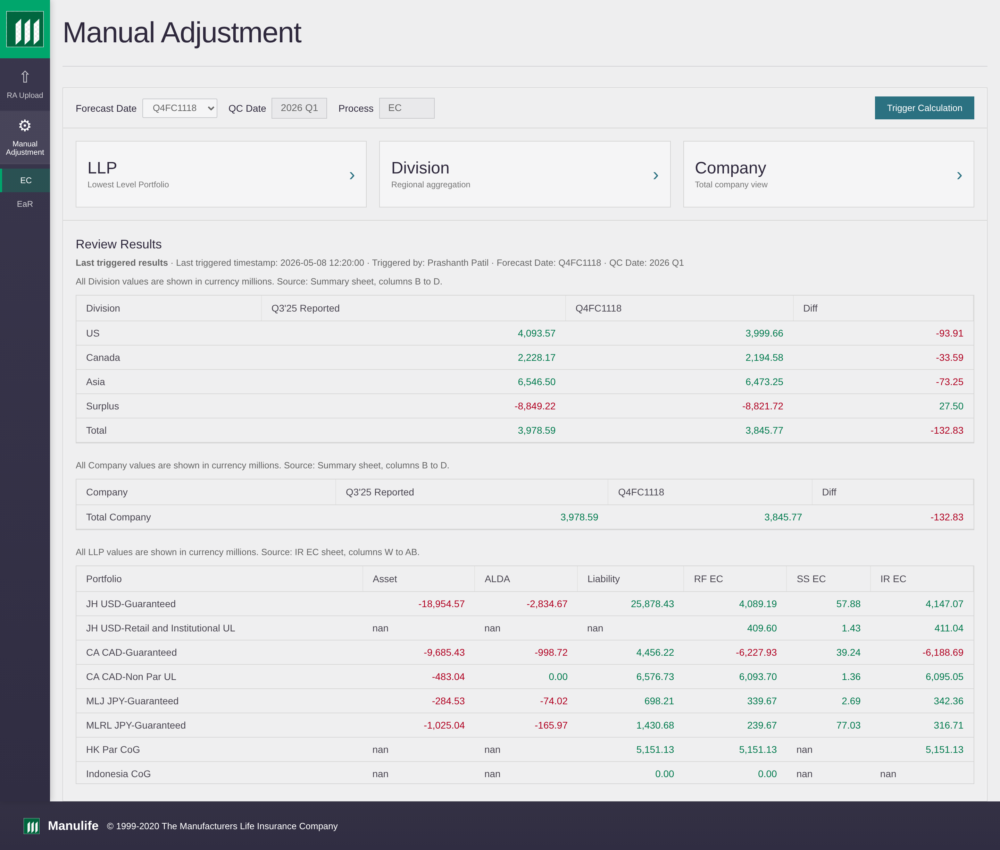 Manual Adjustment
RA Upload
Manual
Adjustment
EC
EaR
Forecast Date Q4FC1118 QC Date 2026 Q1 Process EC Trigger Calculation
LLP
Lowest Level Portfolio
Division
Regional aggregation
Company
Total company view
Review Results
Last triggered results · Last triggered timestamp: 2026-05-08 12:20:00 · Triggered by: Prashanth Patil · Forecast Date: Q4FC1118 · QC Date: 2026 Q1
All Division values are shown in currency millions. Source: Summary sheet, columns B to D.
Division Q3'25 Reported Q4FC1118 Diff
US 4,093.57 3,999.66 -93.91
Canada 2,228.17 2,194.58 -33.59
Asia 6,546.50 6,473.25 -73.25
Surplus -8,849.22 -8,821.72 27.50
Total 3,978.59 3,845.77 -132.83
All Company values are shown in currency millions. Source: Summary sheet, columns B to D.
Company Q3'25 Reported Q4FC1118 Diff
Total Company 3,978.59 3,845.77 -132.83
All LLP values are shown in currency millions. Source: IR EC sheet, columns W to AB.
Portfolio Asset ALDA Liability RF EC SS EC IR EC
JH USD-Guaranteed -18,954.57 -2,834.67 25,878.43 4,089.19 57.88 4,147.07
JH USD-Retail and Institutional UL nan nan nan 409.60 1.43 411.04
CA CAD-Guaranteed -9,685.43 -998.72 4,456.22 -6,227.93 39.24 -6,188.69
CA CAD-Non Par UL -483.04 0.00 6,576.73 6,093.70 1.36 6,095.05
MLJ JPY-Guaranteed -284.53 -74.02 698.21 339.67 2.69 342.36
MLRL JPY-Guaranteed -1,025.04 -165.97 1,430.68 239.67 77.03 316.71
HK Par CoG nan nan 5,151.13 5,151.13 nan 5,151.13
Indonesia CoG nan nan 0.00 0.00 nan nan
Manulife © 1999-2020 The Manufacturers Life Insurance Company